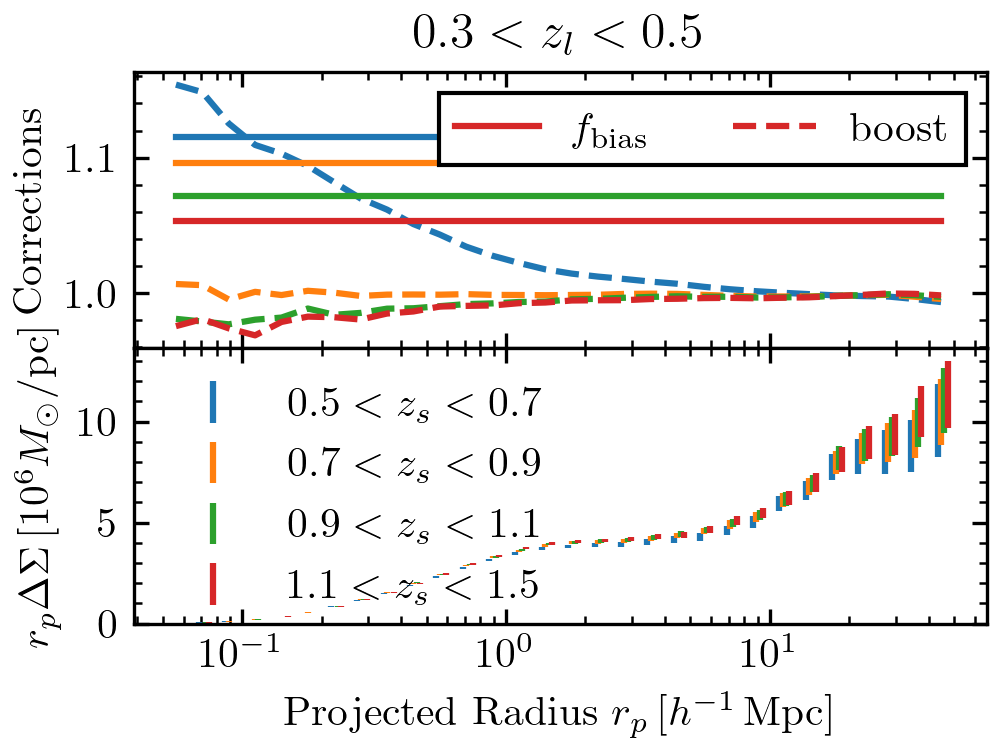 0.3 < z_l < 0.5
Corrections
1.1
1.0
f_bias
boost
r_p ΔΣ [10^6 M_⊙/pc]
10
5
0
0.5 < z_s < 0.7
0.7 < z_s < 0.9
0.9 < z_s < 1.1
1.1 < z_s < 1.5
10^−1
10^0
10^1
Projected Radius r_p [h^−1 Mpc]